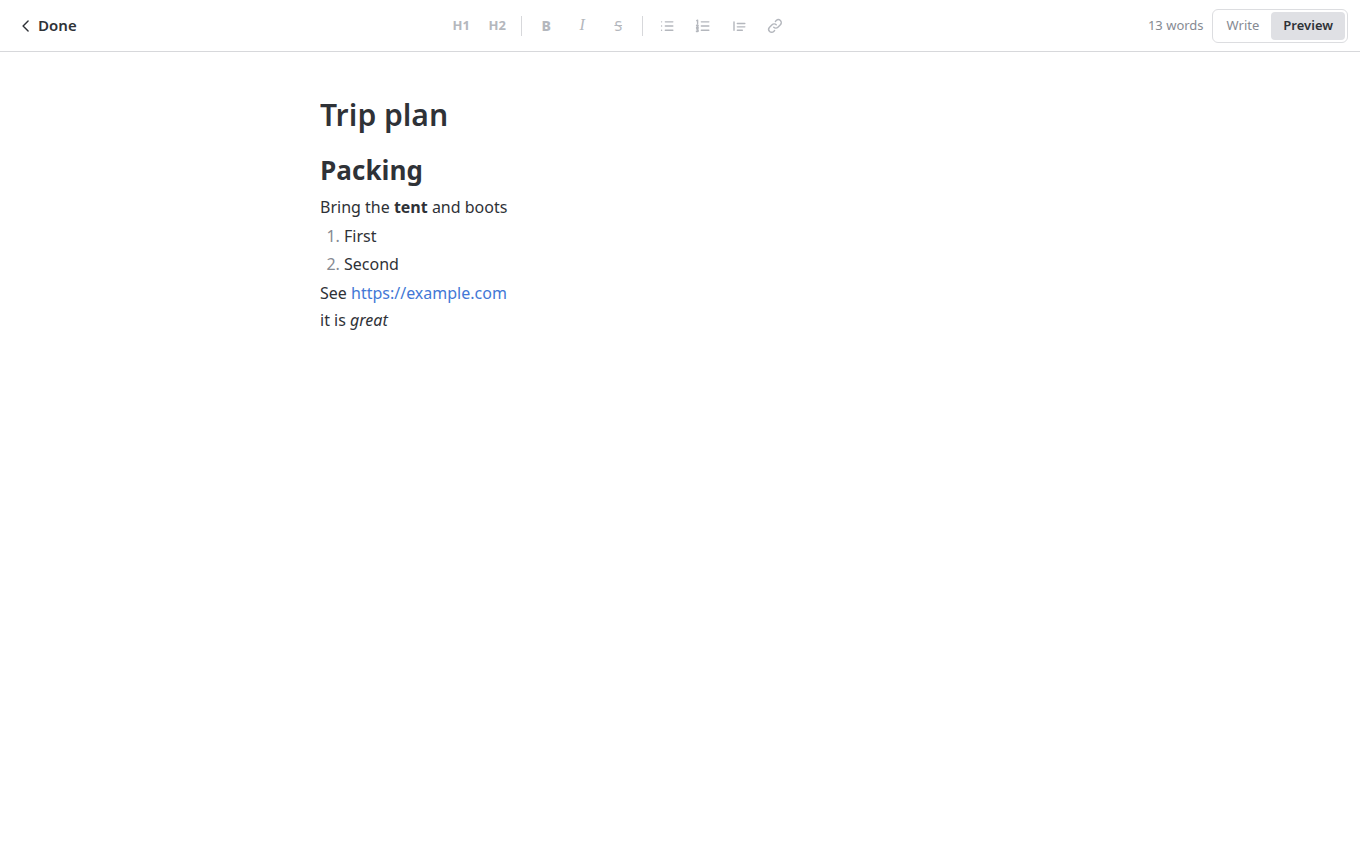 Done H1 H2 B I S 13 words Write Preview
Trip plan
Packing
Bring the tent and boots
1. First
2. Second
See https://example.com
it is great